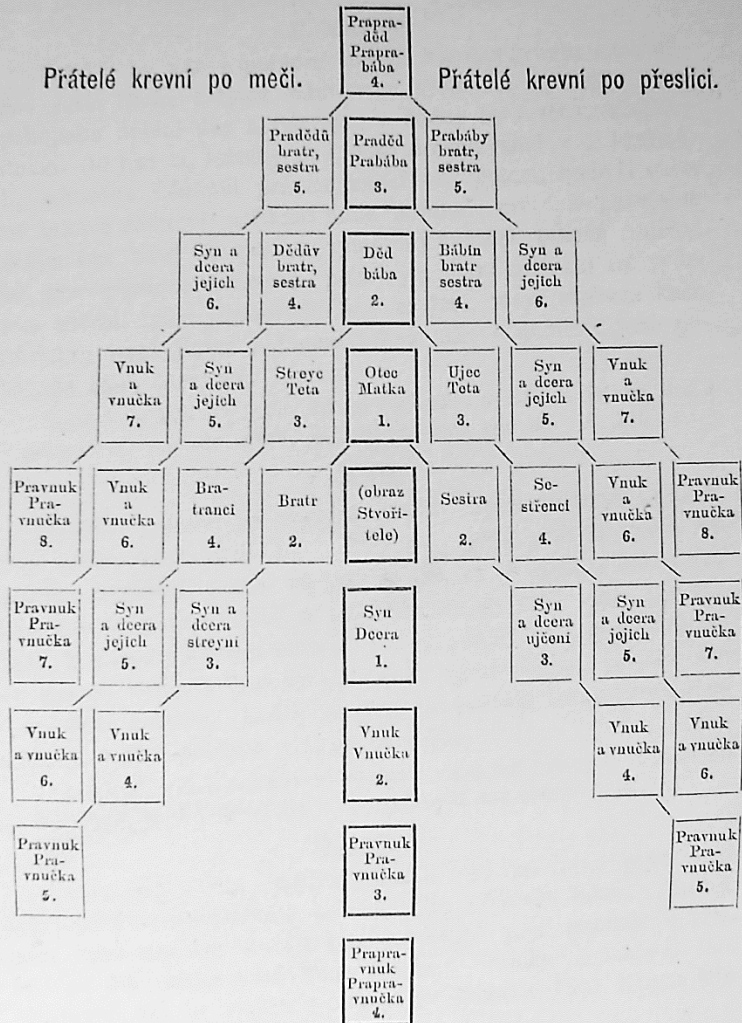 Prapra-
děd
Prapra-
bába
4.
Přátelé krevní po meči.
Přátelé krevní po přeslici.
Pradědů
bratr,
sestra
5.
Praděd
Prabába
3.
Prabáby
bratr,
sestra
5.
Syn a
dcera
jejich
6.
Dědův
bratr,
sestra
4.
Děd
bába
2.
Bábin
bratr
sestra
4.
Syn a
dcera
jejich
6.
Vnuk
a
vnučka
7.
Syn
a dcera
jejich
5.
Stryc
Teta
3.
Otec
Matka
1.
Ujec
Teta
3.
Syn
a dcera
jejich
5.
Vnuk
a
vnučka
7.
Pravnuk
Pra-
vnučka
8.
Vnuk
a
vnučka
6.
Bra-
tranci
4.
Bratr
2.
(obraz
Stvoři-
tele)
Sestra
2.
Se-
střenci
4.
Vnuk
a
vnučka
6.
Pravnuk
Pra-
vnučka
8.
Pravnuk
Pra-
vnučka
7.
Syn
a dcera
jejich
5.
Syn a
dcera
stryní
3.
Syn
Dcera
1.
Syn
a dcera
ujčení
3.
Syn
a dcera
jejich
5.
Pravnuk
Pra-
vnučka
7.
Vnuk
a vnučka
6.
Vnuk
a vnučka
4.
Vnuk
Vnučka
2.
Vnuk
a vnučka
4.
Vnuk
a vnučka
6.
Pravnuk
Pra-
vnučka
5.
Pravnuk
Pra-
vnučka
3.
Pravnuk
Pra-
vnučka
5.
Prapra-
vnuk
Prapra-
vnučka
4.